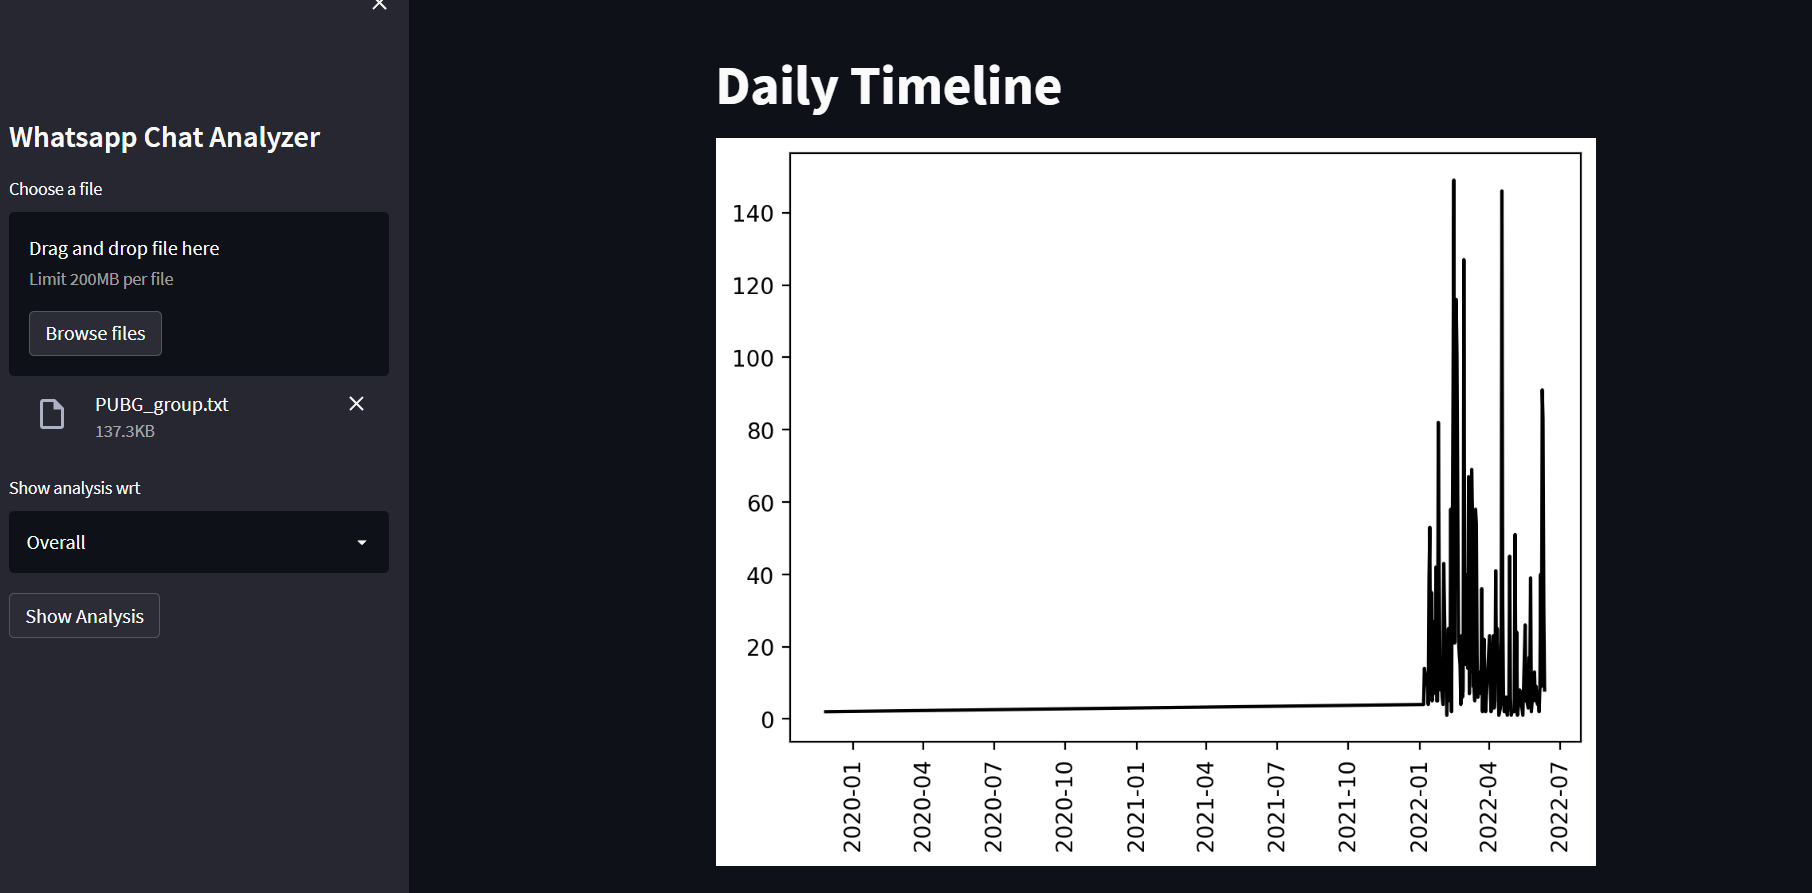 Whatsapp Chat Analyzer
Choose a file
Drag and drop file here
Limit 200MB per file
Browse files
PUBG_group.txt
137.3KB
Show analysis wrt
Overall
Show Analysis
Daily Timeline
140
120
100
80
60
40
20
0
2020-01
2020-04
2020-07
2020-10
2021-01
2021-04
2021-07
2021-10
2022-01
2022-04
2022-07